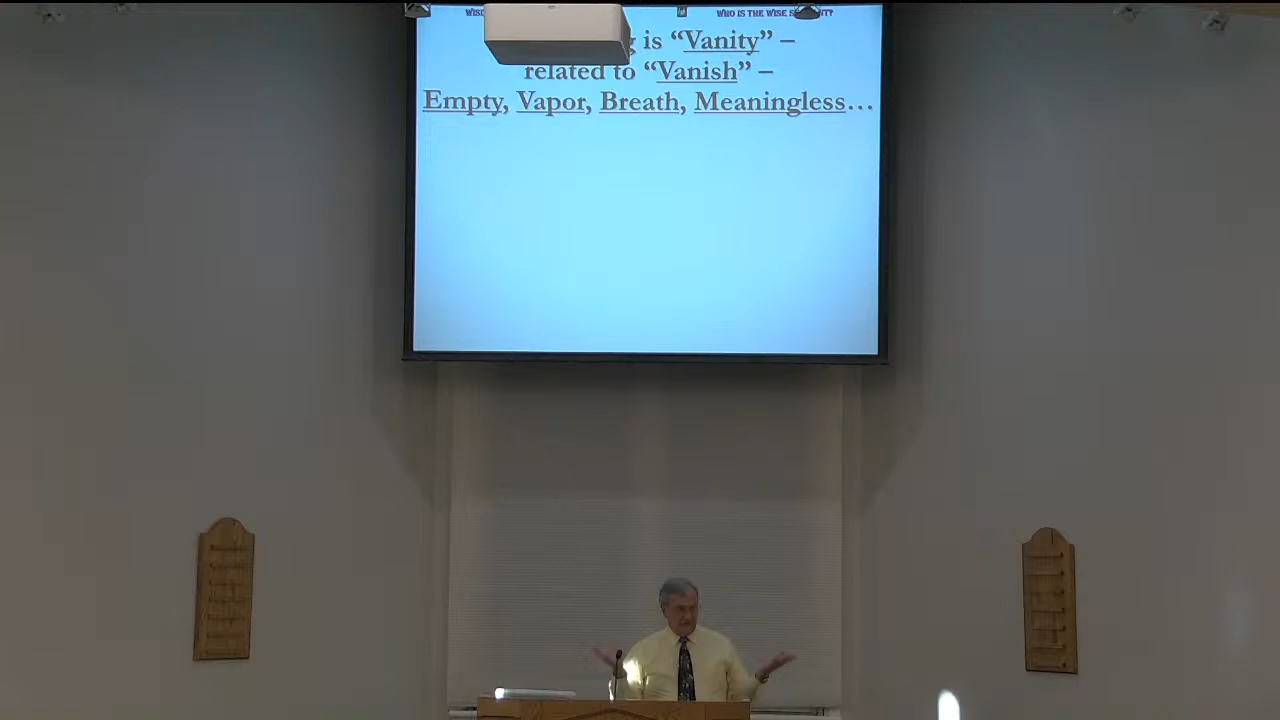 WHO IS THE WISE
is “Vanity” –
related to “Vanish” –
Empty, Vapor, Breath, Meaningless…